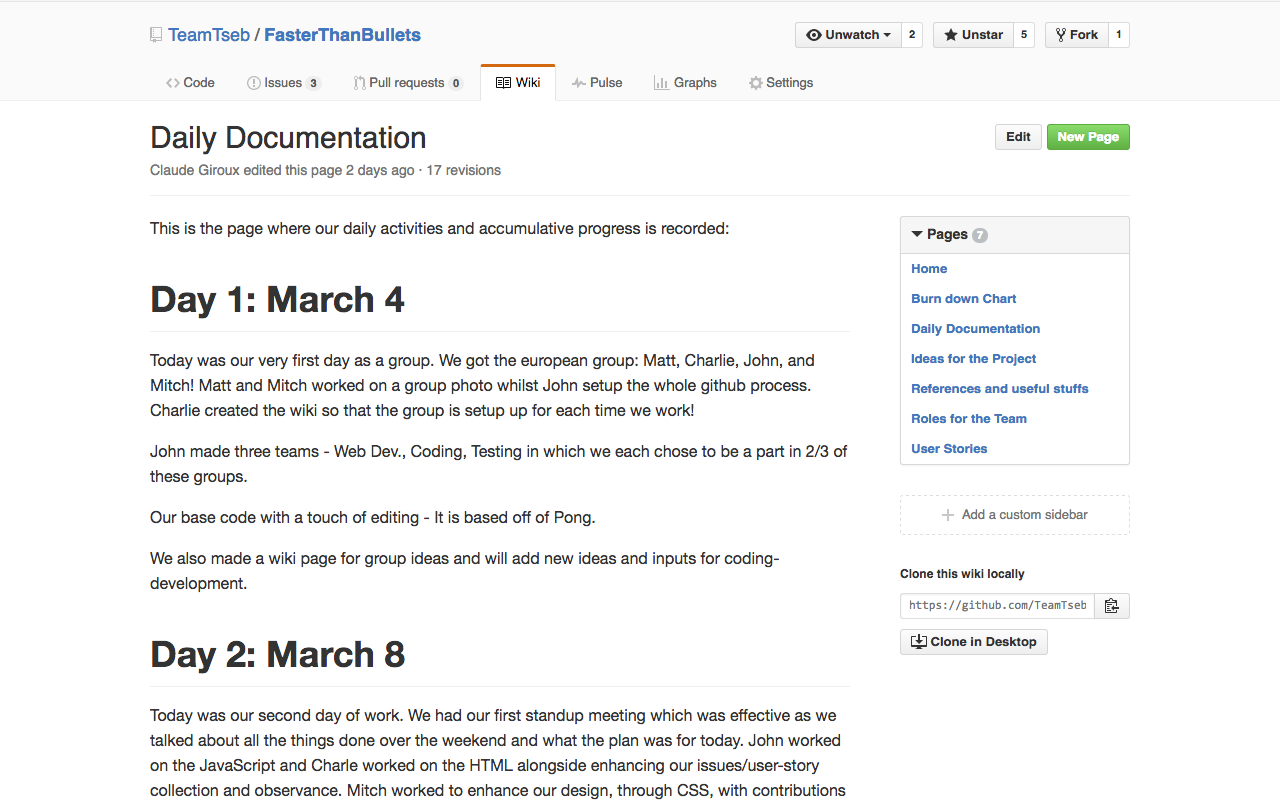 TeamTseb / FasterThanBullets
Unwatch 2
Unstar 5
Fork 1
Code
Issues 3
Pull requests 0
Wiki
Pulse
Graphs
Settings
Daily Documentation
Edit
New Page
Claude Giroux edited this page 2 days ago · 17 revisions
This is the page where our daily activities and accumulative progress is recorded:
Day 1: March 4
Today was our very first day as a group. We got the european group: Matt, Charlie, John, and
Mitch! Matt and Mitch worked on a group photo whilst John setup the whole github process.
Charlie created the wiki so that the group is setup up for each time we work!
John made three teams - Web Dev., Coding, Testing in which we each chose to be a part in 2/3 of
these groups.
Our base code with a touch of editing - It is based off of Pong.
We also made a wiki page for group ideas and will add new ideas and inputs for coding-
development.
Day 2: March 8
Today was our second day of work. We had our first standup meeting which was effective as we
talked about all the things done over the weekend and what the plan was for today. John worked
on the JavaScript and Charle worked on the HTML alongside enhancing our issues/user-story
collection and observance. Mitch worked to enhance our design, through CSS, with contributions
Pages 7
Home
Burn down Chart
Daily Documentation
Ideas for the Project
References and useful stuffs
Roles for the Team
User Stories
Add a custom sidebar
Clone this wiki locally
https://github.com/TeamTseb
Clone in Desktop